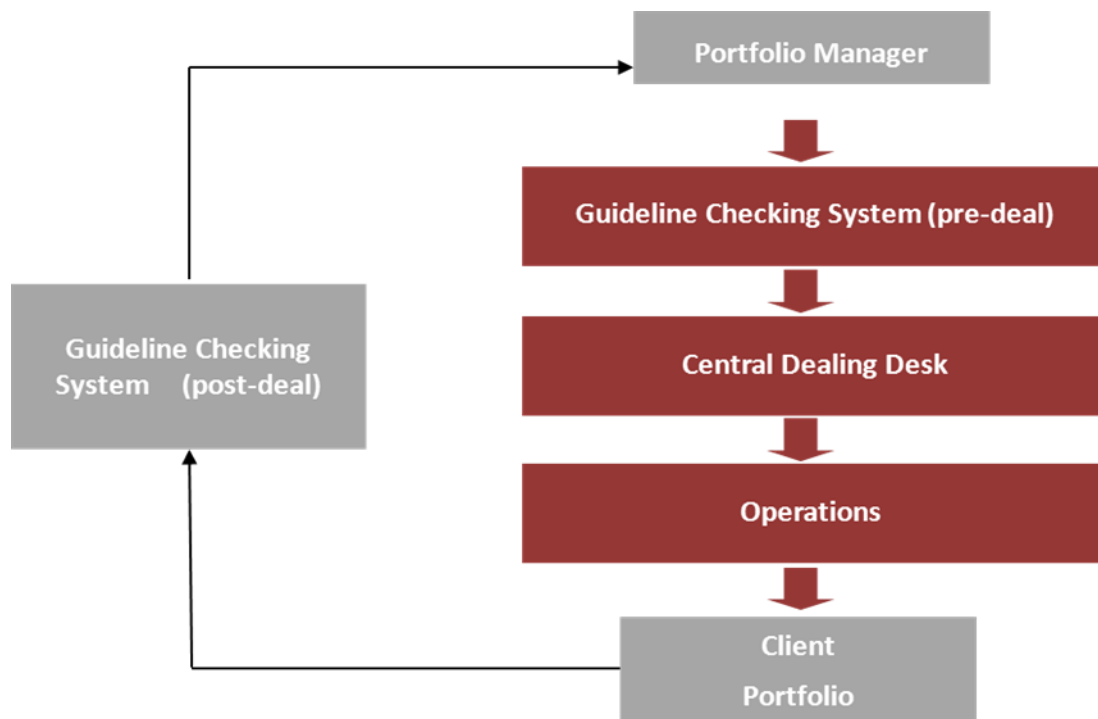 Portfolio Manager
Guideline Checking System (pre-deal)
Central Dealing Desk
Guideline Checking
System (post-deal)
Operations
Client
Portfolio